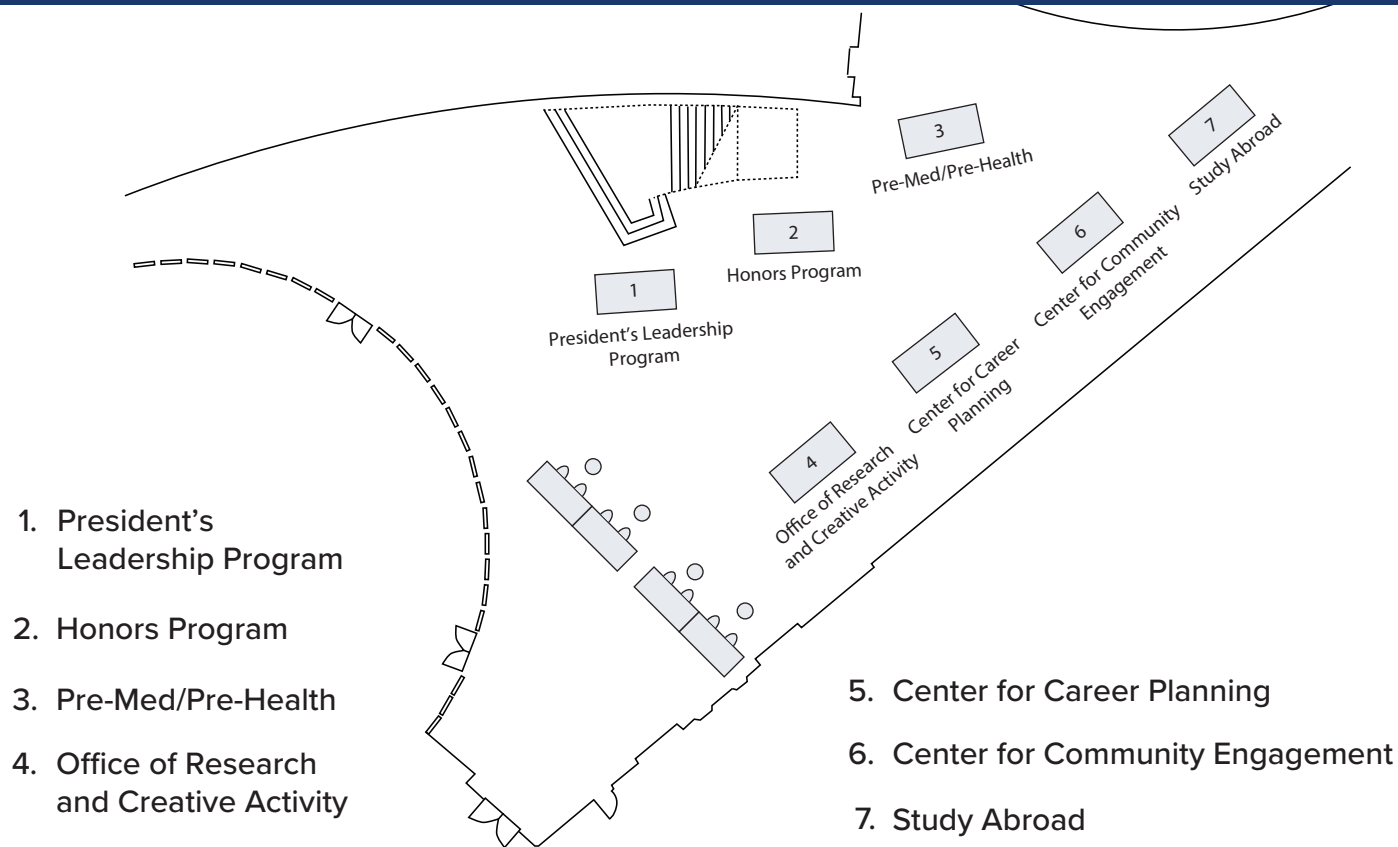 3
Pre-Med/Pre-Health
7
Study Abroad
2
Honors Program
6
Center for Community
Engagement
1
President’s Leadership
Program
5
Center for Career
Planning
4
Office of Research
and Creative Activity
1. President’s
Leadership Program
2. Honors Program
3. Pre-Med/Pre-Health
4. Office of Research
and Creative Activity
5. Center for Career Planning
6. Center for Community Engagement
7. Study Abroad